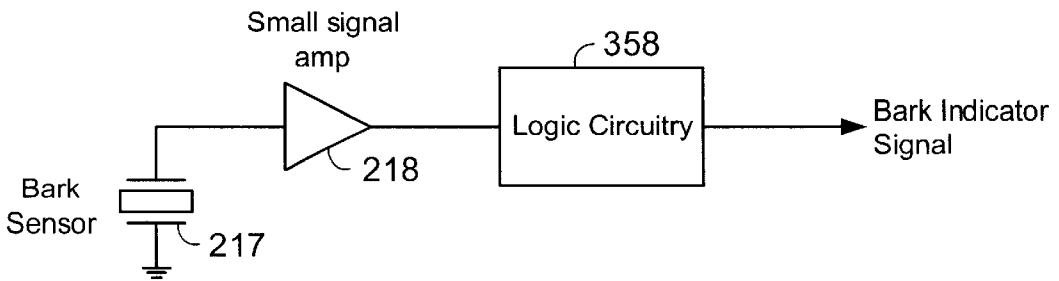 Small signal
amp
358
Logic Circuitry
Bark Indicator
Signal
218
Bark
Sensor
217